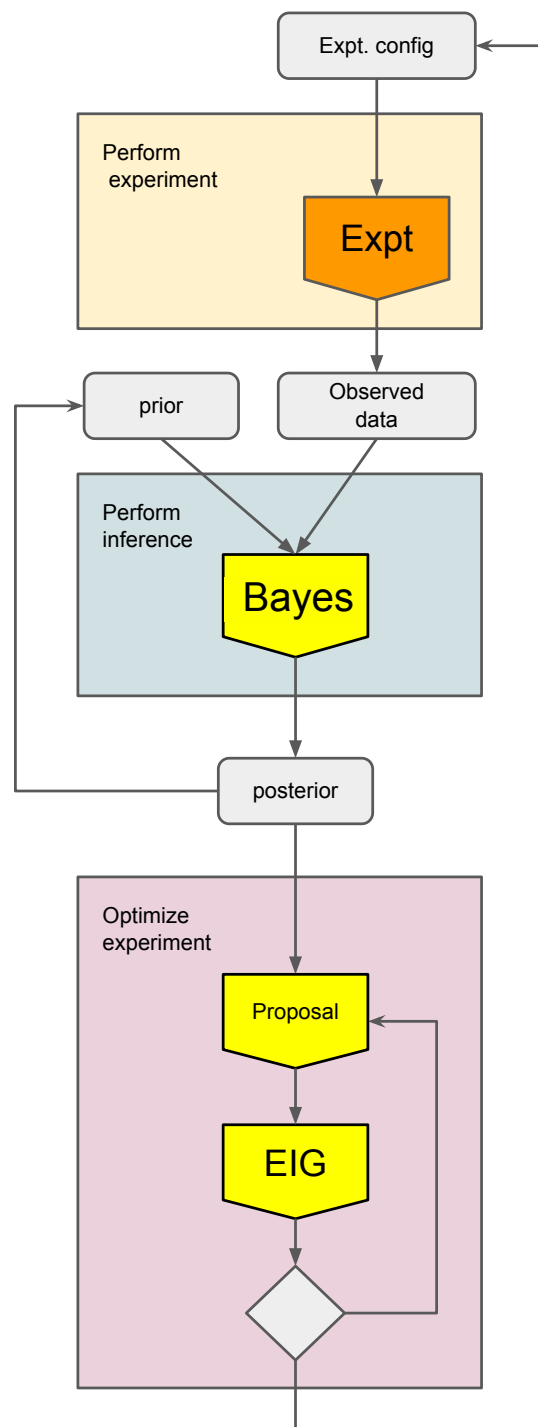 Expt. config
Perform
experiment
Expt
prior
Observed
data
Perform
inference
Bayes
posterior
Optimize
experiment
Proposal
EIG